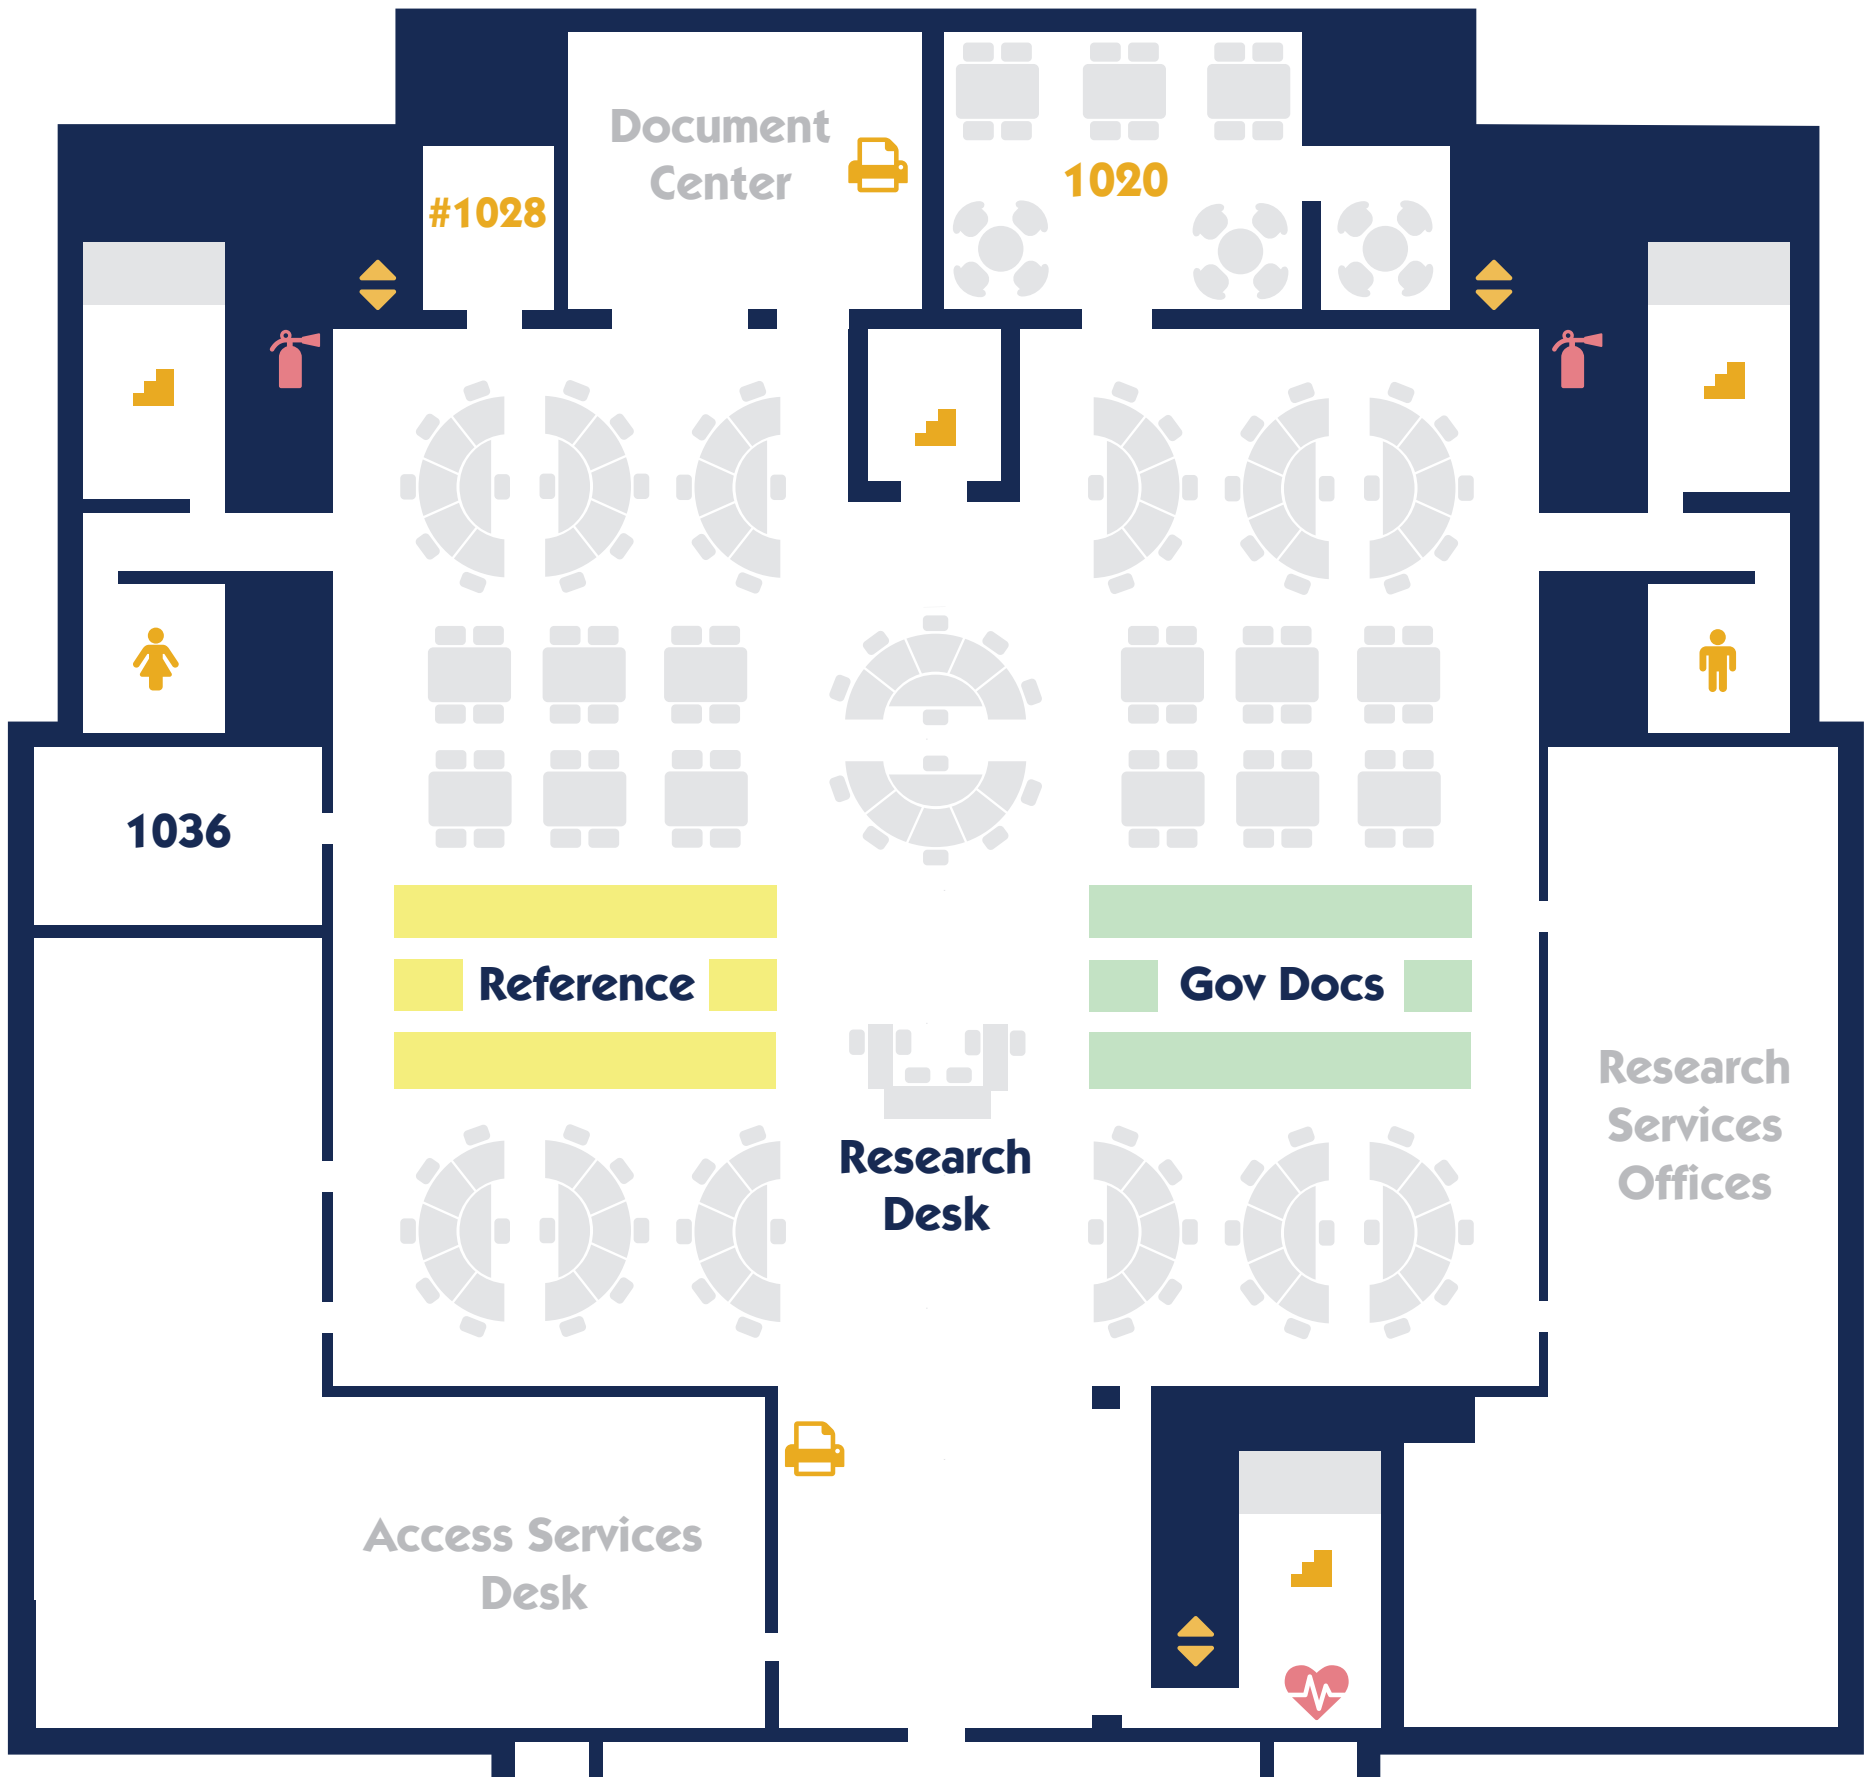 Document
Center
#1028
1020
1036
Reference
Gov Docs
Research
Desk
Research
Services
Offices
Access Services
Desk